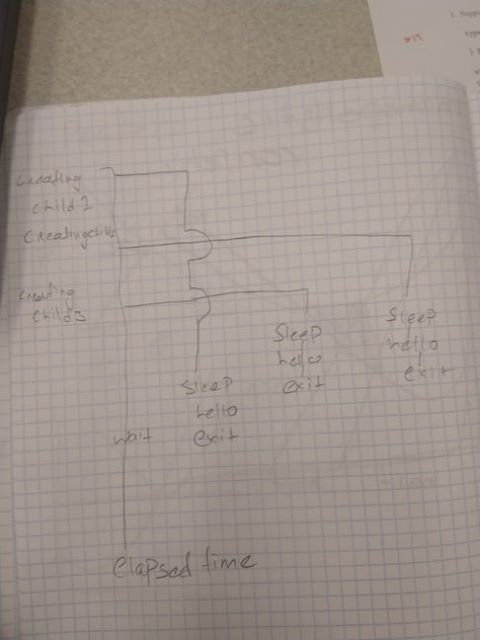 Creating
child 1
Creating child
Creating
child 3
Sleep
hello
exit
Sleep
hello
exit
Sleep
hello
exit
wait
elapsed time